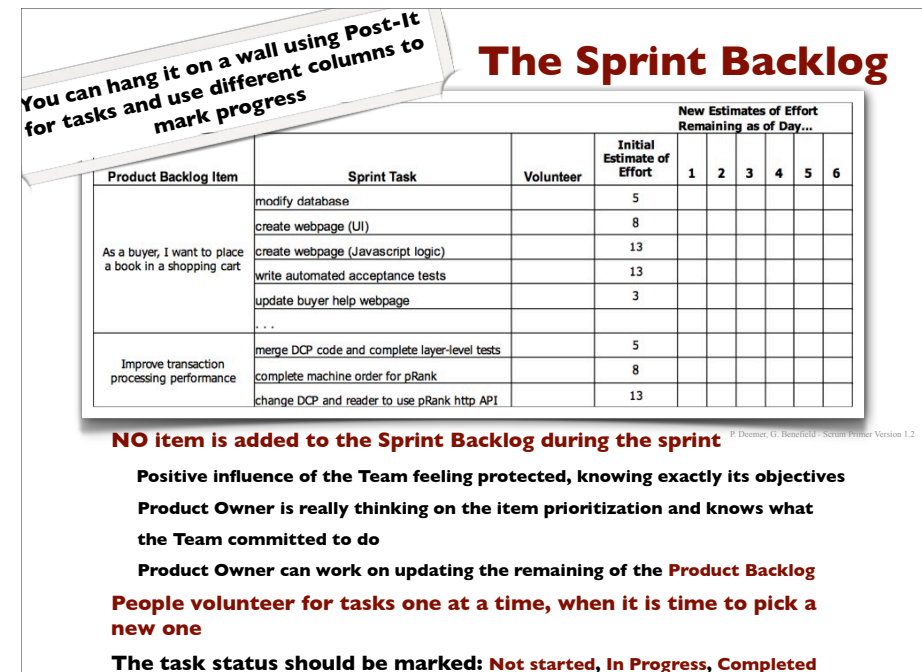 You can hang it on a wall using Post-It
for tasks and use different columns to
mark progress
The Sprint Backlog
New Estimates of Effort
Remaining as of Day...
Product Backlog Item Sprint Task Volunteer Initial Estimate of Effort 1 2 3 4 5 6
As a buyer, I want to place
a book in a shopping cart
modify database 5
create webpage (UI) 8
create webpage (Javascript logic) 13
write automated acceptance tests 13
update buyer help webpage 3
. . .
Improve transaction
processing performance
merge DCP code and complete layer-level tests 5
complete machine order for pRank 8
change DCP and reader to use pRank http API 13
P. Deemer, G. Benefield - Scrum Primer Version 1.2
NO item is added to the Sprint Backlog during the sprint
Positive influence of the Team feeling protected, knowing exactly its objectives
Product Owner is really thinking on the item prioritization and knows what
the Team committed to do
Product Owner can work on updating the remaining of the Product Backlog
People volunteer for tasks one at a time, when it is time to pick a
new one
The task status should be marked: Not started, In Progress, Completed